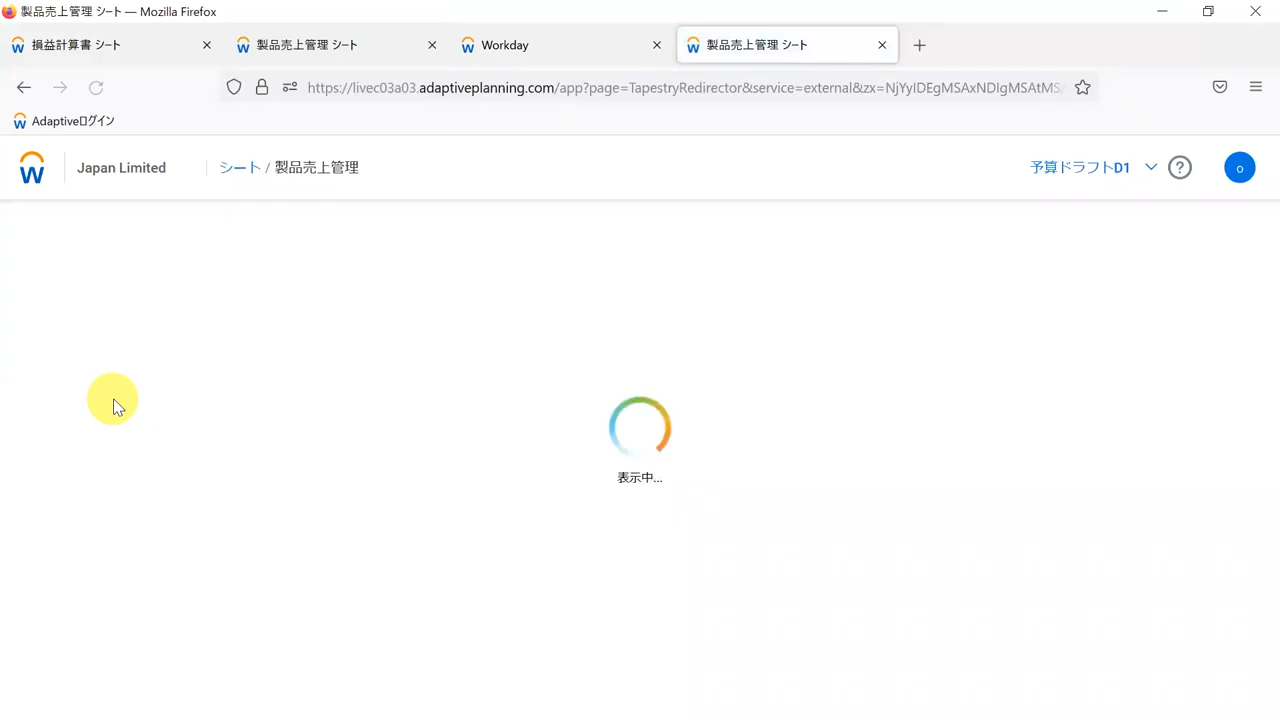 製品売上管理 シート — Mozilla Firefox
損益計算書 シート
製品売上管理 シート
Workday
製品売上管理 シート
https://livec03a03.adaptiveplanning.com/app?page=TapestryRedirector&service=external&zx=NjYyIDEgMSAxNDIgMSAtMS
Adaptiveログイン
Japan Limited
シート / 製品売上管理
予算ドラフトD1
?
o
表示中...